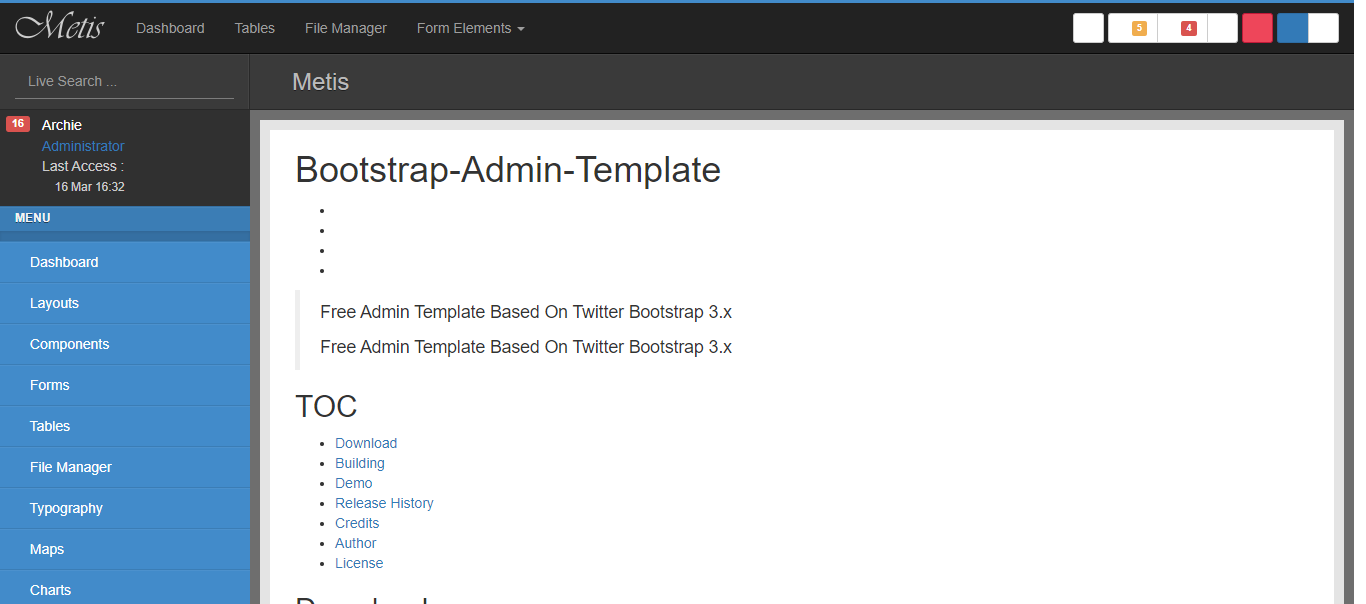 Metis
Dashboard
Tables
File Manager
Form Elements
5
4
Live Search ...
Metis
16
Archie
Administrator
Last Access :
16 Mar 16:32
MENU
Dashboard
Layouts
Components
Forms
Tables
File Manager
Typography
Maps
Charts
Bootstrap-Admin-Template
Free Admin Template Based On Twitter Bootstrap 3.x
Free Admin Template Based On Twitter Bootstrap 3.x
TOC
Download
Building
Demo
Release History
Credits
Author
License